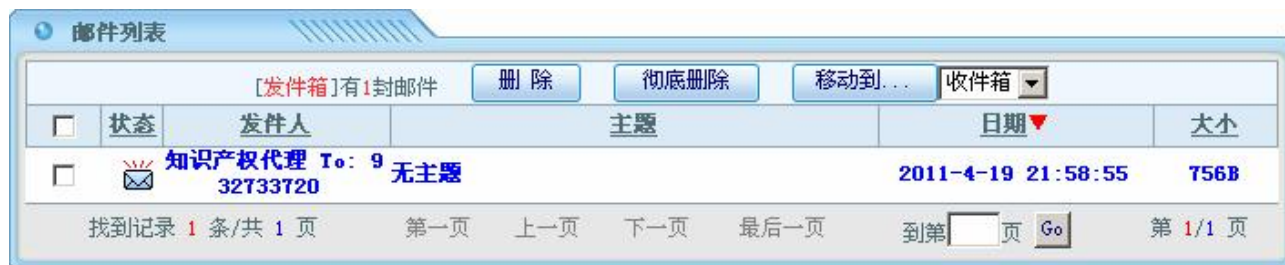 邮件列表
[发件箱]有1封邮件 删 除 彻底删除 移动到... 收件箱
状态 发件人 主题 日期▼ 大小
知识产权代理 To: 9 无主题 2011-4-19 21:58:55 756B
32733720
找到记录 1 条/共 1 页 第一页 上一页 下一页 最后一页 到第 页 Go 第 1/1 页